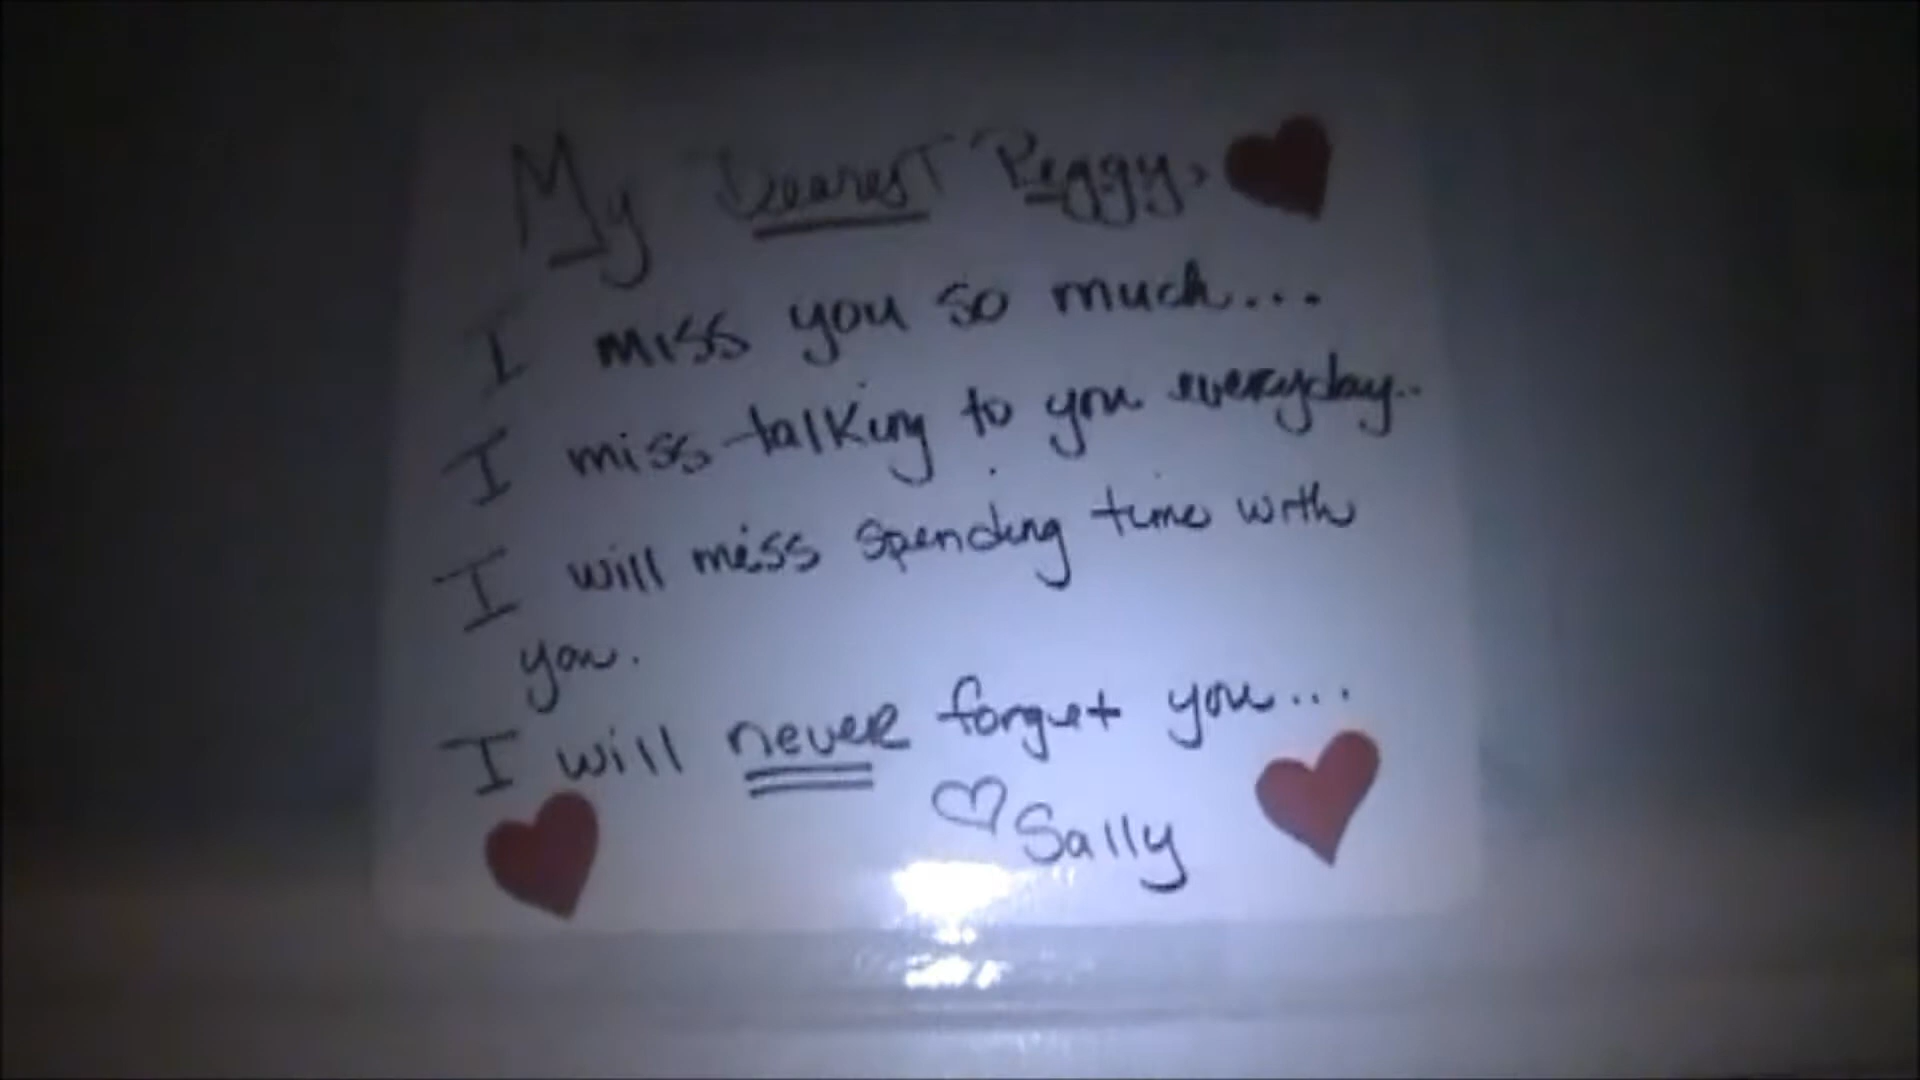 My Dearest Peggy,
I miss you so much...
I miss talking to you everyday..
I will miss spending time with
you.
I will never forget you...
Sally